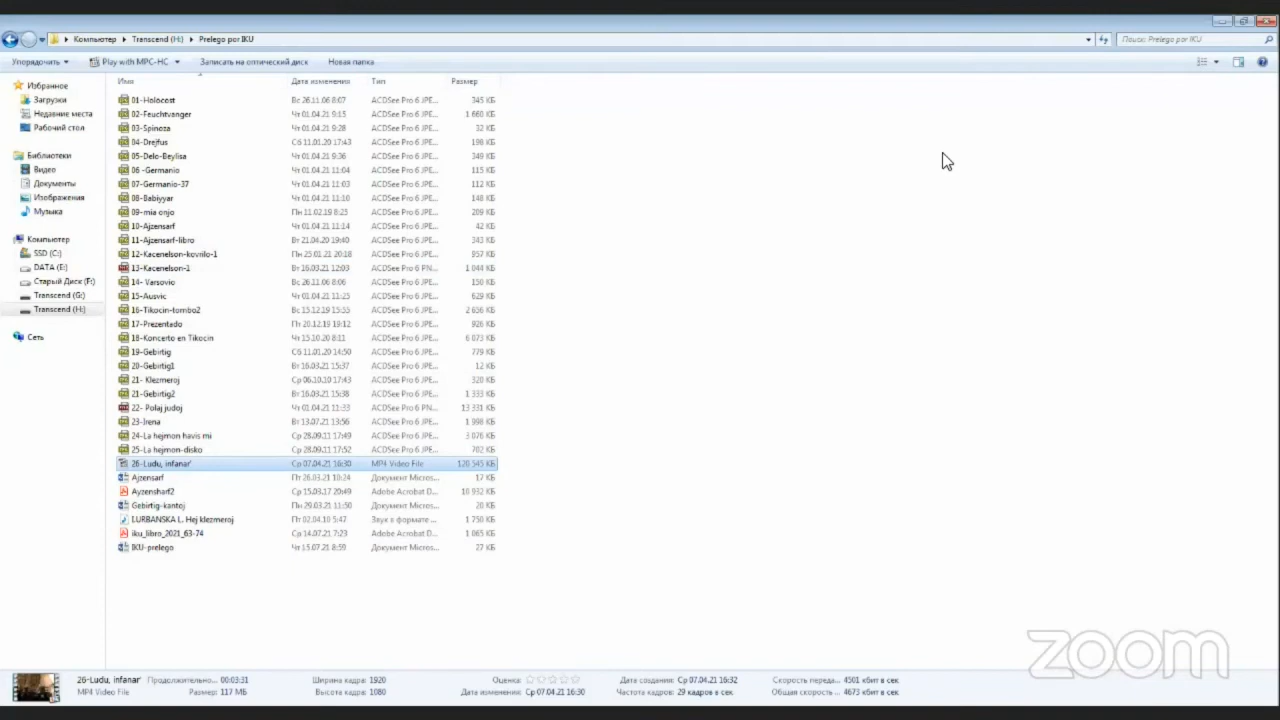 Компьютер ▸ Transcend (H:) ▸ Prelego por IKU
Поиск: Prelego por IKU
Упорядочить Play with MPC-HC Записать на оптический диск Новая папка
Имя Дата изменения Тип Размер
Избранное
Загрузки
Недавние места
Рабочий стол
Библиотеки
Видео
Документы
Изображения
Музыка
Компьютер
SSD (C:)
DATA (E:)
Старый Диск (F:)
Transcend (G:)
Transcend (H:)
Сеть
01-Holocost Вс 26.11.06 8:07 ACDSee Pro 6 JPE... 345 КБ
02-Feuchtvanger Чт 01.04.21 9:15 ACDSee Pro 6 JPE... 1 660 КБ
03-Spinoza Чт 01.04.21 9:28 ACDSee Pro 6 JPE... 32 КБ
04-Drejfus Сб 11.01.20 17:43 ACDSee Pro 6 JPE... 198 КБ
05-Delo-Beylisa Чт 01.04.21 9:36 ACDSee Pro 6 JPE... 349 КБ
06 -Germanio Чт 01.04.21 11:04 ACDSee Pro 6 JPE... 115 КБ
07-Germanio-37 Чт 01.04.21 11:03 ACDSee Pro 6 JPE... 112 КБ
08-Babiyyar Чт 01.04.21 11:10 ACDSee Pro 6 JPE... 148 КБ
09-mia onjo Пн 11.02.19 8:23 ACDSee Pro 6 JPE... 209 КБ
10-Ajzensarf Чт 01.04.21 11:14 ACDSee Pro 6 JPE... 42 КБ
11-Ajzensarf-libro Вт 21.04.20 19:40 ACDSee Pro 6 JPE... 343 КБ
12-Kacenelson-kovrilo-1 Пн 25.01.21 20:18 ACDSee Pro 6 JPE... 957 КБ
13-Kacenelson-1 Вт 16.03.21 12:03 ACDSee Pro 6 PN... 1 044 КБ
14- Varsovio Вс 26.11.06 8:06 ACDSee Pro 6 JPE... 150 КБ
15-Ausvic Чт 01.04.21 11:25 ACDSee Pro 6 JPE... 629 КБ
16-Tikocin-tombo2 Вс 15.12.19 15:55 ACDSee Pro 6 JPE... 2 656 КБ
17-Prezentado Пт 20.12.19 19:12 ACDSee Pro 6 JPE... 926 КБ
18-Koncerto en Tikocin Чт 15.10.20 8:11 ACDSee Pro 6 JPE... 6 073 КБ
19-Gebirtig Сб 11.01.20 14:50 ACDSee Pro 6 JPE... 779 КБ
20-Gebirtig1 Вт 16.03.21 15:37 ACDSee Pro 6 JPE... 12 КБ
21- Klezmeroj Ср 06.10.10 17:43 ACDSee Pro 6 JPE... 320 КБ
21-Gebirtig2 Вт 16.03.21 15:38 ACDSee Pro 6 JPE... 1 333 КБ
22- Polaj judoj Чт 01.04.21 11:33 ACDSee Pro 6 PN... 13 331 КБ
23-Irena Вт 13.07.21 13:56 ACDSee Pro 6 JPE... 1 998 КБ
24-La hejmon havis mi Ср 28.09.11 17:49 ACDSee Pro 6 JPE... 3 076 КБ
25-La hejmon-disko Ср 28.09.11 17:52 ACDSee Pro 6 JPE... 702 КБ
26-Ludu, infanar' Ср 07.04.21 16:30 MP4 Video File 120 545 КБ
Ajzensarf Пт 26.03.21 10:24 Документ Micros... 17 КБ
Ayzensharf2 Ср 15.03.17 20:49 Adobe Acrobat D... 10 932 КБ
Gebirtig-kantoj Пн 29.03.21 11:50 Документ Micros... 20 КБ
I.URBANSKA L. Hej klezmeroj Пт 02.04.10 5:47 Звук в формате ... 1 750 КБ
iku_libro_2021_63-74 Ср 14.07.21 7:23 Adobe Acrobat D... 1 065 КБ
IKU-prelego Чт 15.07.21 8:59 Документ Micros... 27 КБ
zoom
26-Ludu, infanar' Продолжительно... 00:03:31 Ширина кадра: 1920 Оценка: Дата создания: Ср 07.04.21 16:32 Скорость переда... 4501 кбит в сек
MP4 Video File Размер: 117 МБ Высота кадра: 1080 Дата изменения: Ср 07.04.21 16:30 Частота кадров: 29 кадров в сек Общая скорость ... 4673 кбит в сек